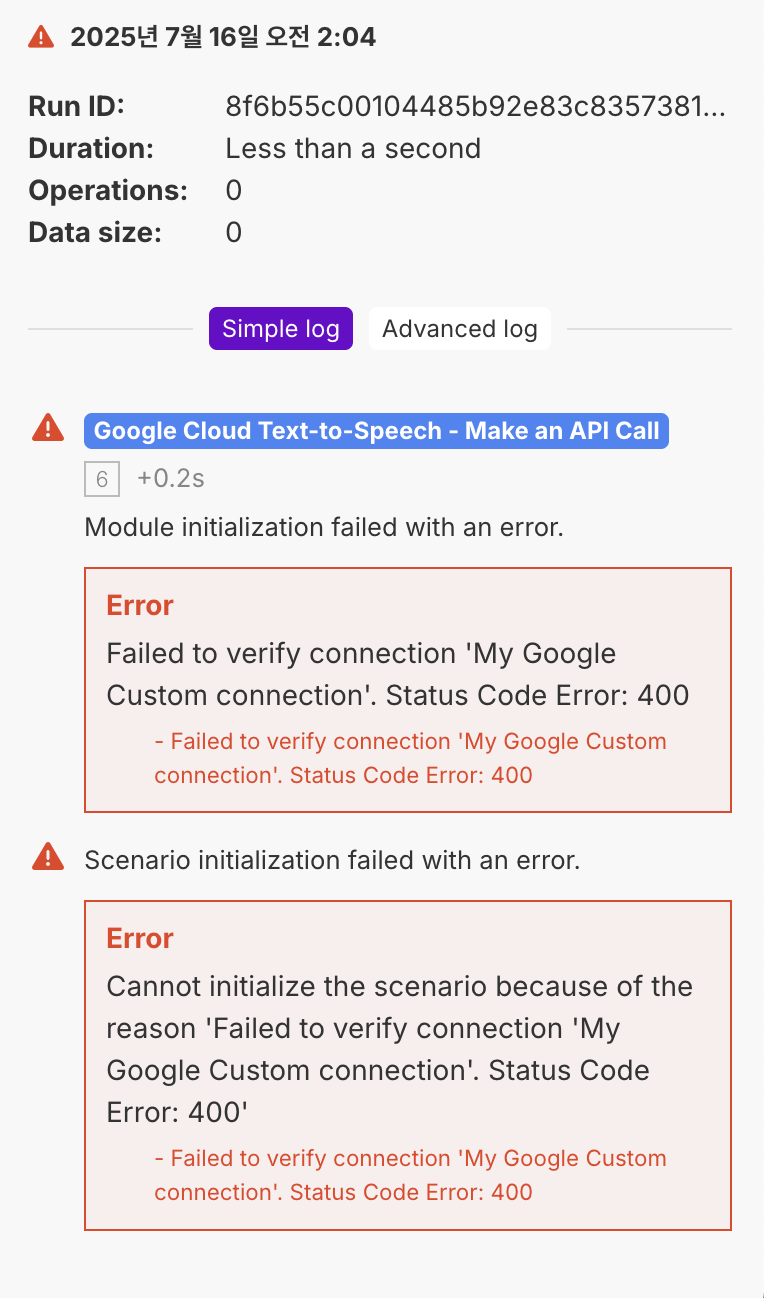 2025년 7월 16일 오전 2:04
Run ID: 8f6b55c00104485b92e83c8357381...
Duration: Less than a second
Operations: 0
Data size: 0
Simple log Advanced log
Google Cloud Text-to-Speech - Make an API Call
6 +0.2s
Module initialization failed with an error.
Error
Failed to verify connection 'My Google
Custom connection'. Status Code Error: 400
- Failed to verify connection 'My Google Custom
connection'. Status Code Error: 400
Scenario initialization failed with an error.
Error
Cannot initialize the scenario because of the
reason 'Failed to verify connection 'My
Google Custom connection'. Status Code
Error: 400'
- Failed to verify connection 'My Google Custom
connection'. Status Code Error: 400